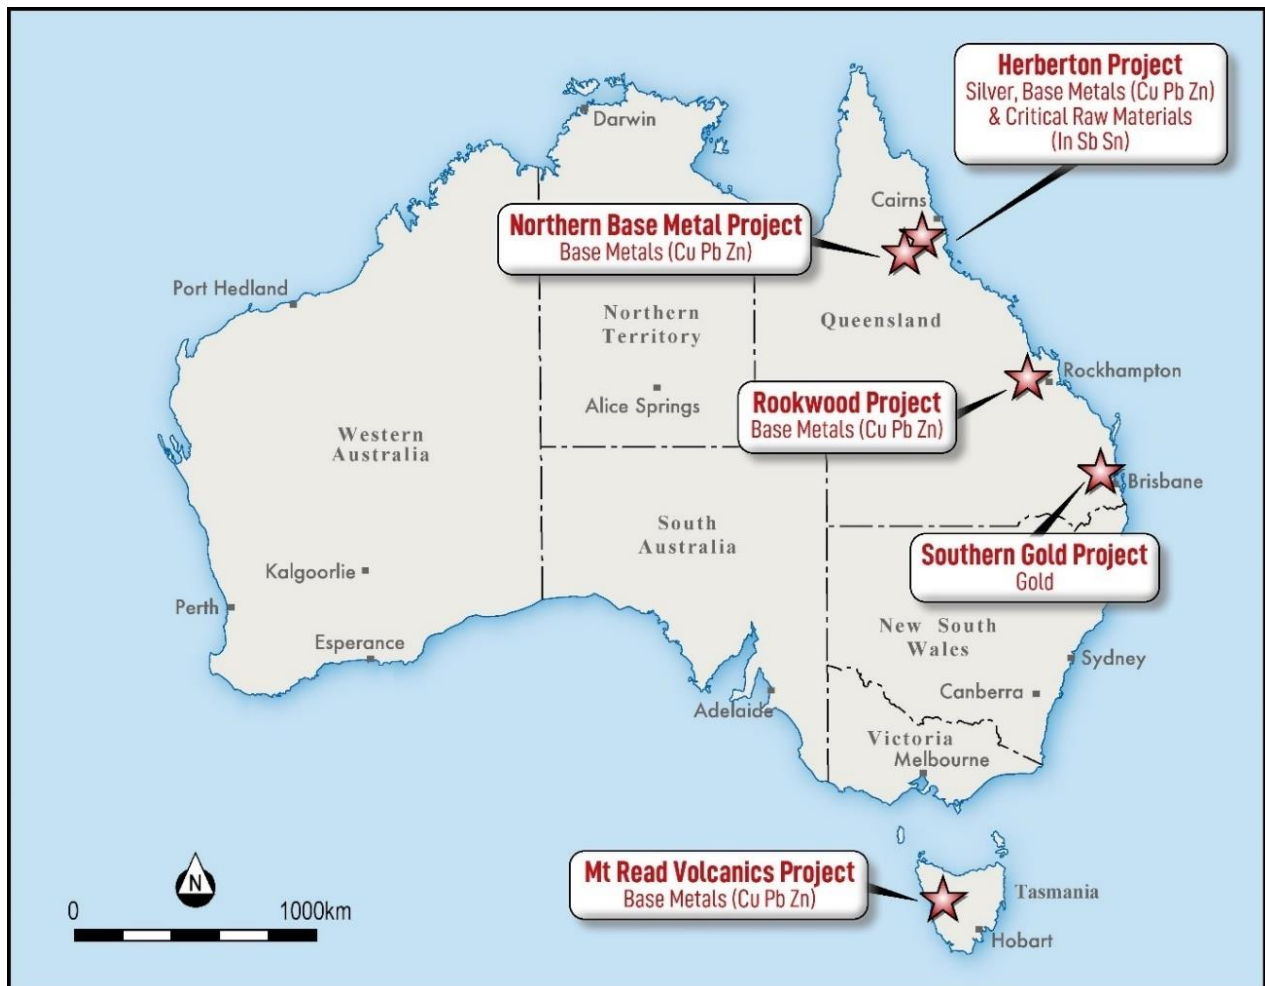 Herberton Project
Silver, Base Metals (Cu Pb Zn)
& Critical Raw Materials
(In Sb Sn)
Darwin
Cairns
Northern Base Metal Project
Base Metals (Cu Pb Zn)
Port Hedland
Northern
Territory
Queensland
Rockhampton
Alice Springs
Rookwood Project
Base Metals (Cu Pb Zn)
Western
Australia
Brisbane
South
Australia
Southern Gold Project
Gold
Kalgoorlie
Perth
Esperance
New South
Wales
Sydney
Canberra
Adelaide
Victoria
Melbourne
Mt Read Volcanics Project
Base Metals (Cu Pb Zn)
Tasmania
Hobart
N
0 1000km